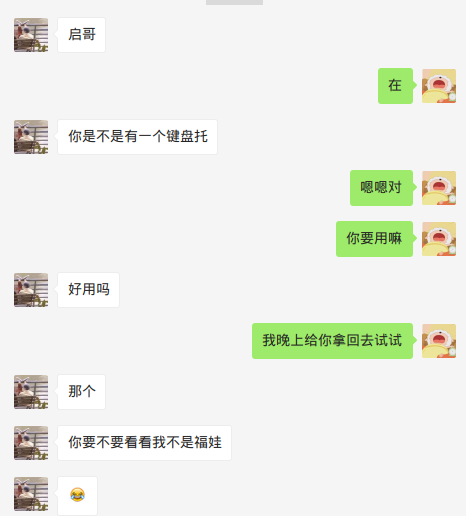 启哥
在
你是不是有一个键盘托
嗯嗯对
你要用嘛
好用吗
我晚上给你拿回去试试
那个
你要不要看看我不是福娃
😂